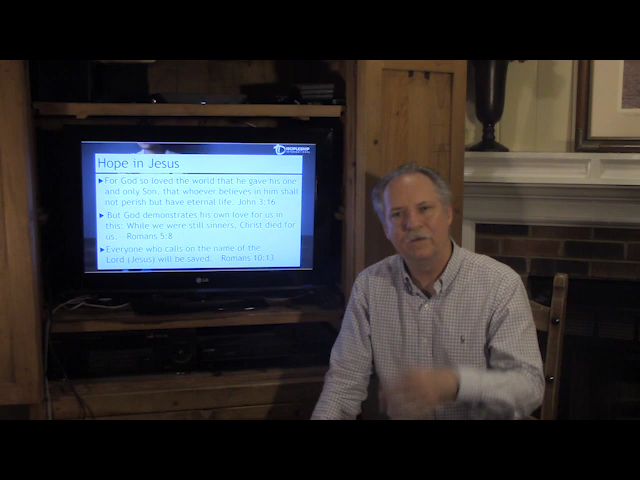 DISCIPLESHIP
Hope in Jesus
For God so loved the world that he gave his one
and only Son, that whoever believes in him shall
not perish but have eternal life. John 3:16
But God demonstrates his own love for us in
this: While we were still sinners, Christ died for
us. Romans 5:8
Everyone who calls on the name of the
Lord (Jesus) will be saved. Romans 10:13
LG